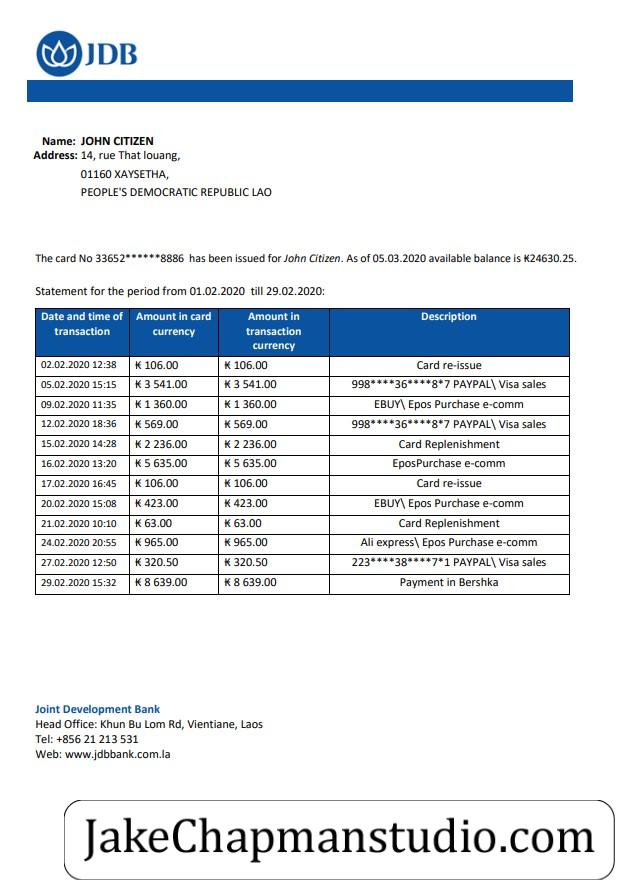 JDB
Name: JOHN CITIZEN
Address: 14, rue That louang,
01160 XAYSETHA,
PEOPLE'S DEMOCRATIC REPUBLIC LAO
The card No 33652******8886 has been issued for John Citizen. As of 05.03.2020 available balance is ₭24630.25.
Statement for the period from 01.02.2020 till 29.02.2020:
Date and time of transaction Amount in card currency Amount in transaction currency Description
02.02.2020 12:38 ₭ 106.00 ₭ 106.00 Card re-issue
05.02.2020 15:15 ₭ 3 541.00 ₭ 3 541.00 998****36****8*7 PAYPAL\ Visa sales
09.02.2020 11:35 ₭ 1 360.00 ₭ 1 360.00 EBUY\ Epos Purchase e-comm
12.02.2020 18:36 ₭ 569.00 ₭ 569.00 998****36****8*7 PAYPAL\ Visa sales
15.02.2020 14:28 ₭ 2 236.00 ₭ 2 236.00 Card Replenishment
16.02.2020 13:20 ₭ 5 635.00 ₭ 5 635.00 EposPurchase e-comm
17.02.2020 16:45 ₭ 106.00 ₭ 106.00 Card re-issue
20.02.2020 15:08 ₭ 423.00 ₭ 423.00 EBUY\ Epos Purchase e-comm
21.02.2020 10:10 ₭ 63.00 ₭ 63.00 Card Replenishment
24.02.2020 20:55 ₭ 965.00 ₭ 965.00 Ali express\ Epos Purchase e-comm
27.02.2020 12:50 ₭ 320.50 ₭ 320.50 223****38****7*1 PAYPAL\ Visa sales
29.02.2020 15:32 ₭ 8 639.00 ₭ 8 639.00 Payment in Bershka
Joint Development Bank
Head Office: Khun Bu Lom Rd, Vientiane, Laos
Tel: +856 21 213 531
Web: www.jdbbank.com.la
JakeChapmanstudio.com